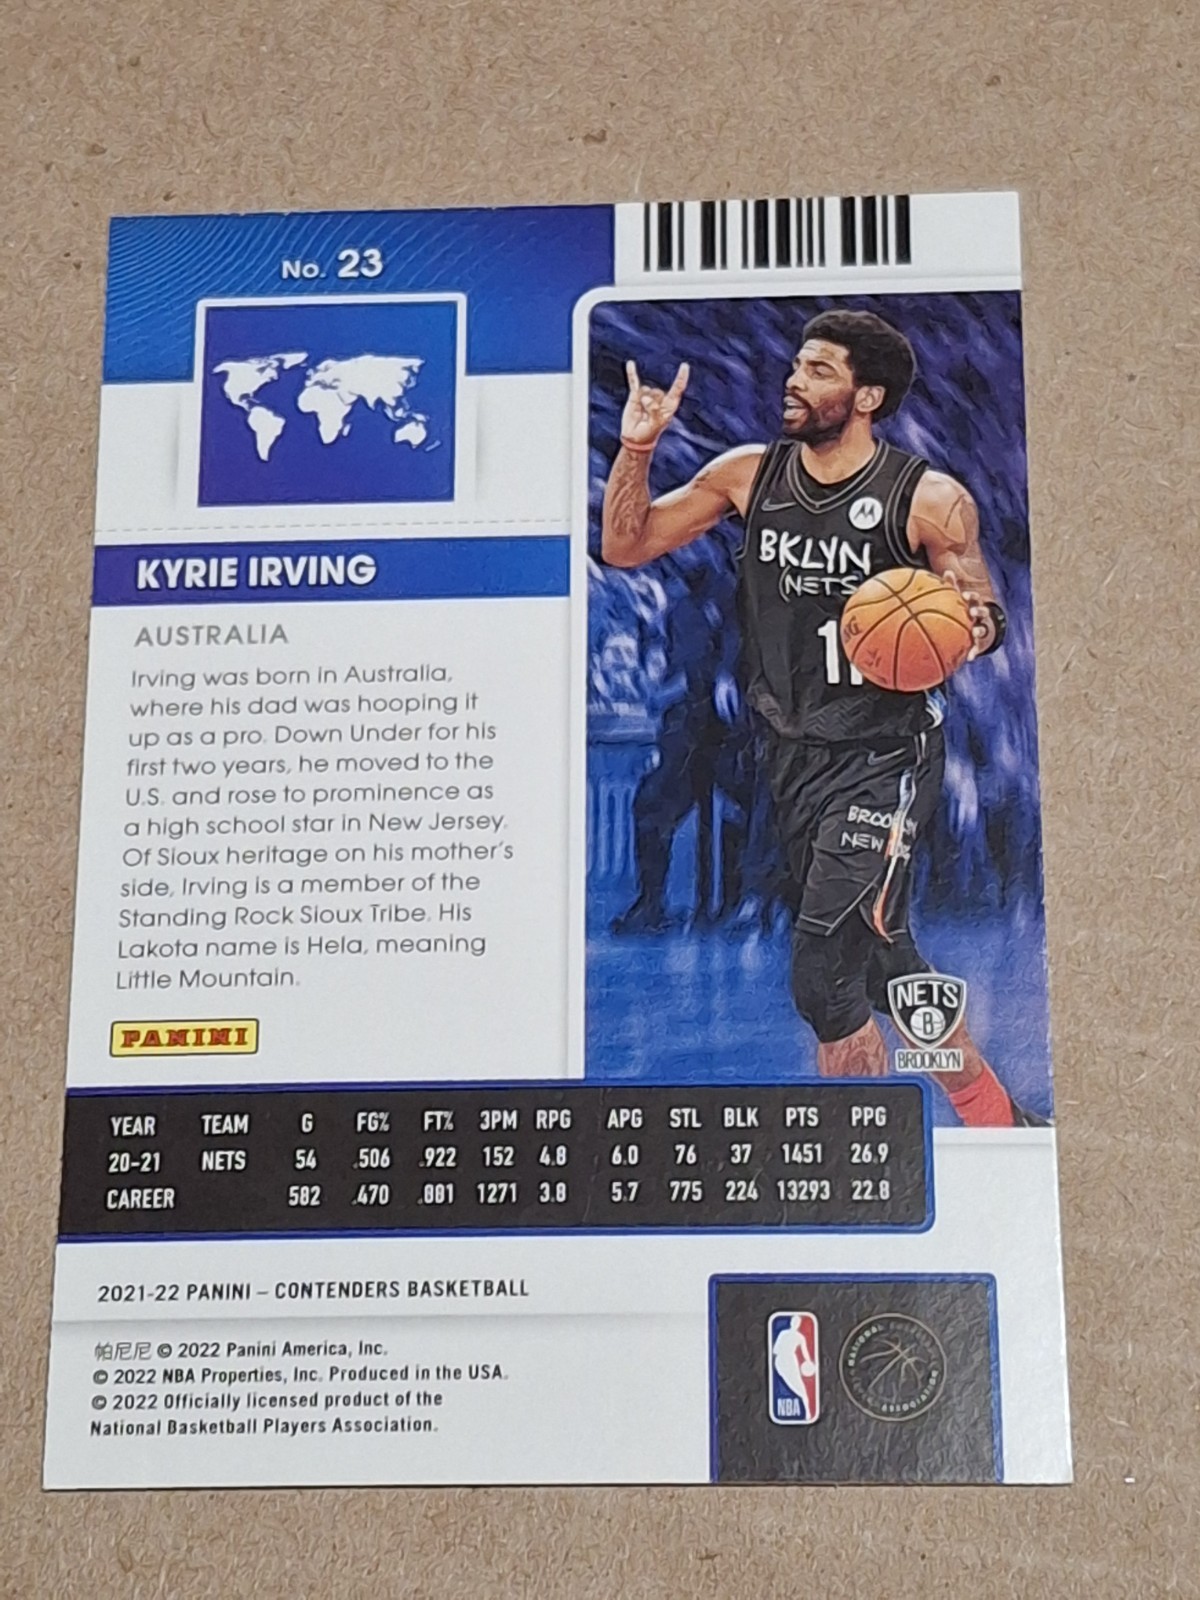 No. 23
KYRIE IRVING
AUSTRALIA
Irving was born in Australia,
where his dad was hooping it
up as a pro. Down Under for his
first two years, he moved to the
U.S. and rose to prominence as
a high school star in New Jersey.
Of Sioux heritage on his mother's
side, Irving is a member of the
Standing Rock Sioux Tribe. His
Lakota name is Hela, meaning
Little Mountain.
PANINI
BKLYN
(NETS
11
BROOKLYN
NEW
NETS
B
BROOKLYN
YEAR TEAM G FG% FT% 3PM RPG APG STL BLK PTS PPG
20-21 NETS 54 .506 .922 152 4.8 6.0 76 37 1451 26.9
CAREER 582 .470 .881 1271 3.8 5.7 775 224 13293 22.8
2021-22 PANINI – CONTENDERS BASKETBALL
帕尼尼 © 2022 Panini America, Inc.
© 2022 NBA Properties, Inc. Produced in the USA.
© 2022 Officially licensed product of the
National Basketball Players Association.
NBA
NATIONAL BASKETBALL
ASSOCIATION